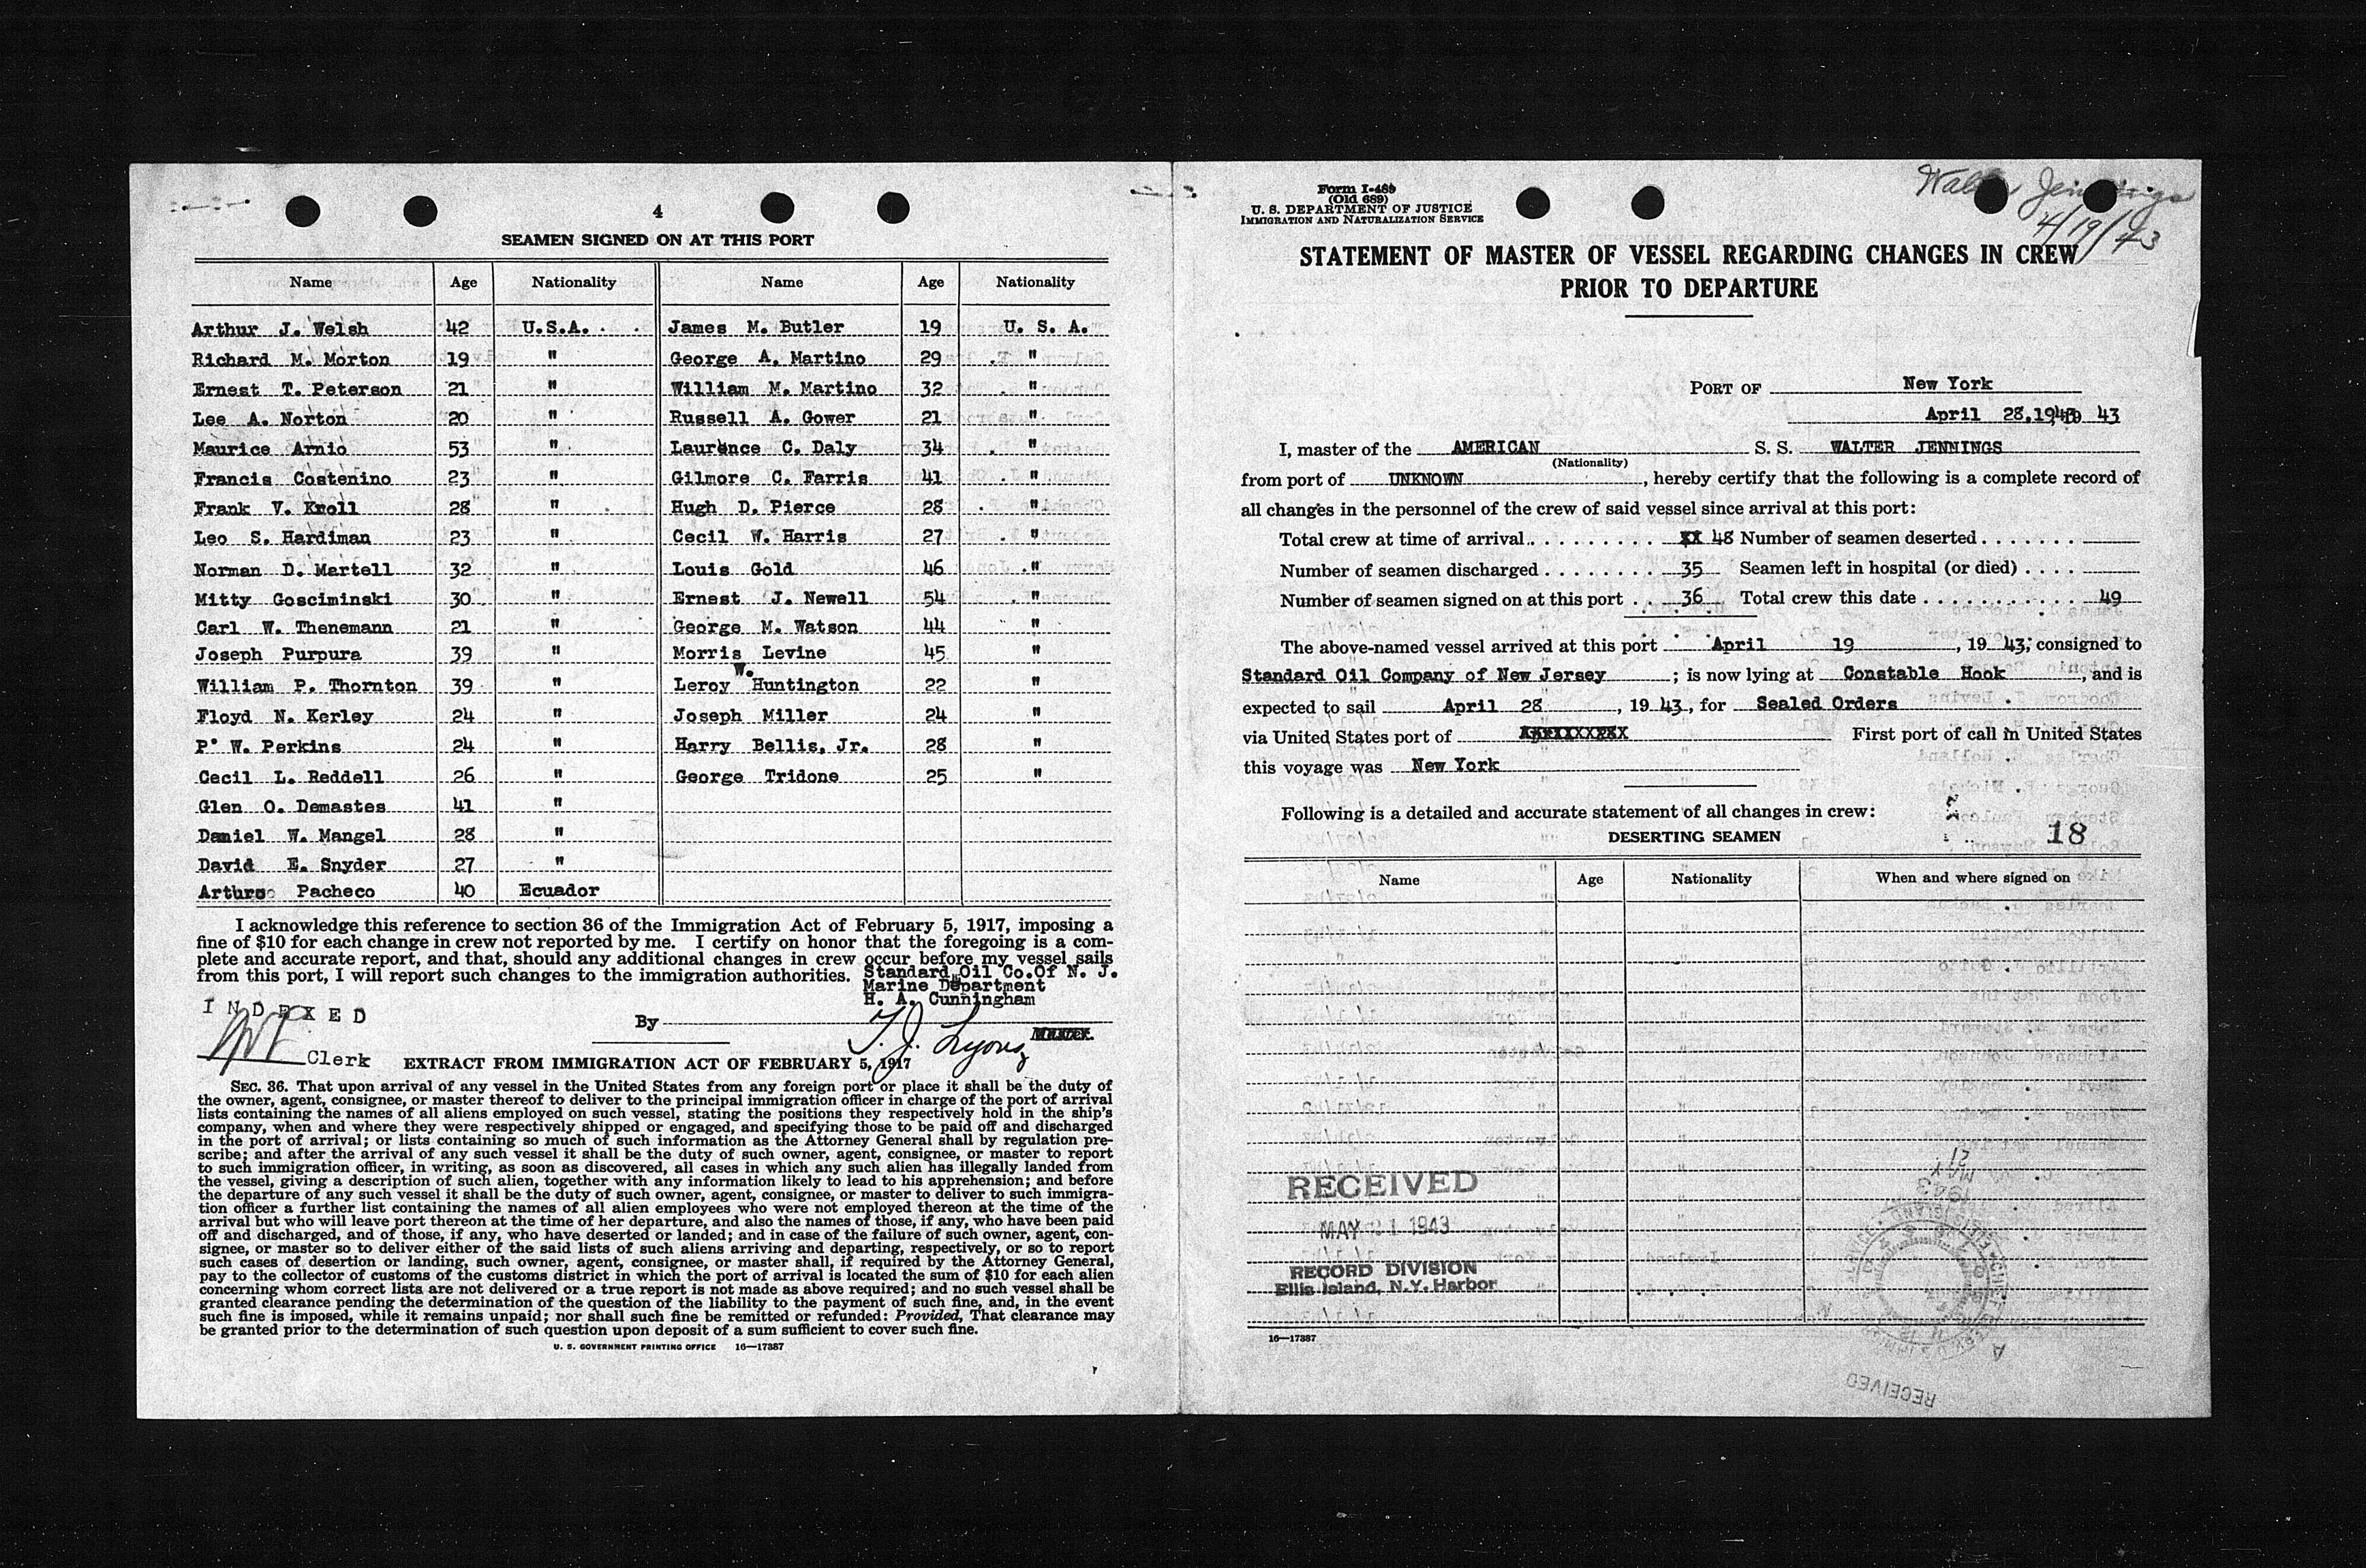 4
SEAMEN SIGNED ON AT THIS PORT
Name Age Nationality Name Age Nationality
Arthur J. Welsh 42 U.S.A. James M. Butler 19 U. S. A.
Richard M. Morton 19 " George A. Martino 29 "
Ernest T. Peterson 21 " William M. Martino 32 "
Lee A. Norton 20 " Russell A. Gower 21 "
Maurice Arnio 53 " Laurence C. Daly 34 "
Francis Costenino 23 " Gilmore C. Farris 41 "
Frank V. Knoll 28 " Hugh D. Pierce 28 "
Leo S. Hardiman 23 " Cecil W. Harris 27 "
Norman D. Martell 32 " Louis Gold 46 "
Mitty Gosciminski 30 " Ernest J. Newell 54 "
Carl W. Thenemann 21 " George M. Watson 44 "
Joseph Purpura 39 " Morris Levine 45 "
William P. Thornton 39 " Leroy W. Huntington 22 "
Floyd N. Kerley 24 " Joseph Miller 24 "
P. W. Perkins 24 " Harry Bellis, Jr. 28 "
Cecil L. Reddell 26 " George Tridone 25 "
Glen O. Demastes 41 "
Daniel W. Mangel 28 "
David E. Snyder 27 "
Arturo Pacheco 40 Ecuador
I acknowledge this reference to section 36 of the Immigration Act of February 5, 1917, imposing a
fine of $10 for each change in crew not reported by me. I certify on honor that the foregoing is a com-
plete and accurate report, and that, should any additional changes in crew occur before my vessel sails
from this port, I will report such changes to the immigration authorities. Standard Oil Co.Of N. J.
Marine Department
H. A. Cunningham
INDEXED
By T. J. Lyons
Master.
Clerk
EXTRACT FROM IMMIGRATION ACT OF FEBRUARY 5, 1917
SEC. 36. That upon arrival of any vessel in the United States from any foreign port or place it shall be the duty of
the owner, agent, consignee, or master thereof to deliver to the principal immigration officer in charge of the port of arrival
lists containing the names of all aliens employed on such vessel, stating the positions they respectively hold in the ship's
company, when and where they were respectively shipped or engaged, and specifying those to be paid off and discharged
in the port of arrival; or lists containing so much of such information as the Attorney General shall by regulation pre-
scribe; and after the arrival of any such vessel it shall be the duty of such owner, agent, consignee, or master to report
to such immigration officer, in writing, as soon as discovered, all cases in which any such alien has illegally landed from
the vessel, giving a description of such alien, together with any information likely to lead to his apprehension; and before
the departure of any such vessel it shall be the duty of such owner, agent, consignee, or master to deliver to such immigra-
tion officer a further list containing the names of all alien employees who were not employed thereon at the time of the
arrival but who will leave port thereon at the time of her departure, and also the names of those, if any, who have been paid
off and discharged, and of those, if any, who have deserted or landed; and in case of the failure of such owner, agent, con-
signee, or master so to deliver either of the said lists of such aliens arriving and departing, respectively, or so to report
such cases of desertion or landing, such owner, agent, consignee, or master shall, if required by the Attorney General,
pay to the collector of customs of the customs district in which the port of arrival is located the sum of $10 for each alien
concerning whom correct lists are not delivered or a true report is not made as above required; and no such vessel shall be
granted clearance pending the determination of the question of the liability to the payment of such fine, and, in the event
such fine is imposed, while it remains unpaid; nor shall such fine be remitted or refunded: Provided, That clearance may
be granted prior to the determination of such question upon deposit of a sum sufficient to cover such fine.
U. S. GOVERNMENT PRINTING OFFICE 16—17387
Form I-489
(Old 689)
U. S. DEPARTMENT OF JUSTICE
IMMIGRATION AND NATURALIZATION SERVICE
Walter Jennings
4/19/43
STATEMENT OF MASTER OF VESSEL REGARDING CHANGES IN CREW
PRIOR TO DEPARTURE
PORT OF New York
April 28, 1943 19 43
I, master of the AMERICAN S. S. WALTER JENNINGS
(Nationality)
from port of UNKNOWN, hereby certify that the following is a complete record of
all changes in the personnel of the crew of said vessel since arrival at this port:
Total crew at time of arrival XX 48 Number of seamen deserted
Number of seamen discharged 35 Seamen left in hospital (or died)
Number of seamen signed on at this port 36 Total crew this date 49
The above-named vessel arrived at this port April 19, 19 43, consigned to
Standard Oil Company of New Jersey; is now lying at Constable Hook, and is
expected to sail April 28, 19 43, for Sealed Orders
via United States port of First port of call in United States
this voyage was New York
Following is a detailed and accurate statement of all changes in crew:
DESERTING SEAMEN 18
Name Age Nationality When and where signed on
RECEIVED
MAY 21 1943
RECORD DIVISION
Ellis Island, N.Y. Harbor
16—17387
MAY 21
1943
RECEIVED